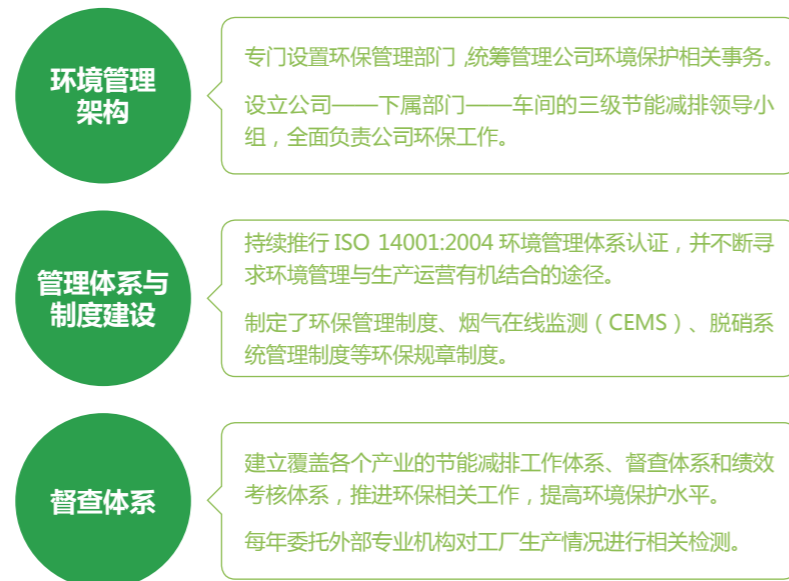 环境管理
架构
专门设置环保管理部门,统筹管理公司环境保护相关事务。
设立公司——下属部门——车间的三级节能减排领导小
组，全面负责公司环保工作。
管理体系与
制度建设
持续推行 ISO 14001:2004 环境管理体系认证，并不断寻
求环境管理与生产运营有机结合的途径。
制定了环保管理制度、烟气在线监测（CEMS）、脱硝系
统管理制度等环保规章制度。
督查体系
建立覆盖各个产业的节能减排工作体系、督查体系和绩效
考核体系，推进环保相关工作，提高环境保护水平。
每年委托外部专业机构对工厂生产情况进行相关检测。